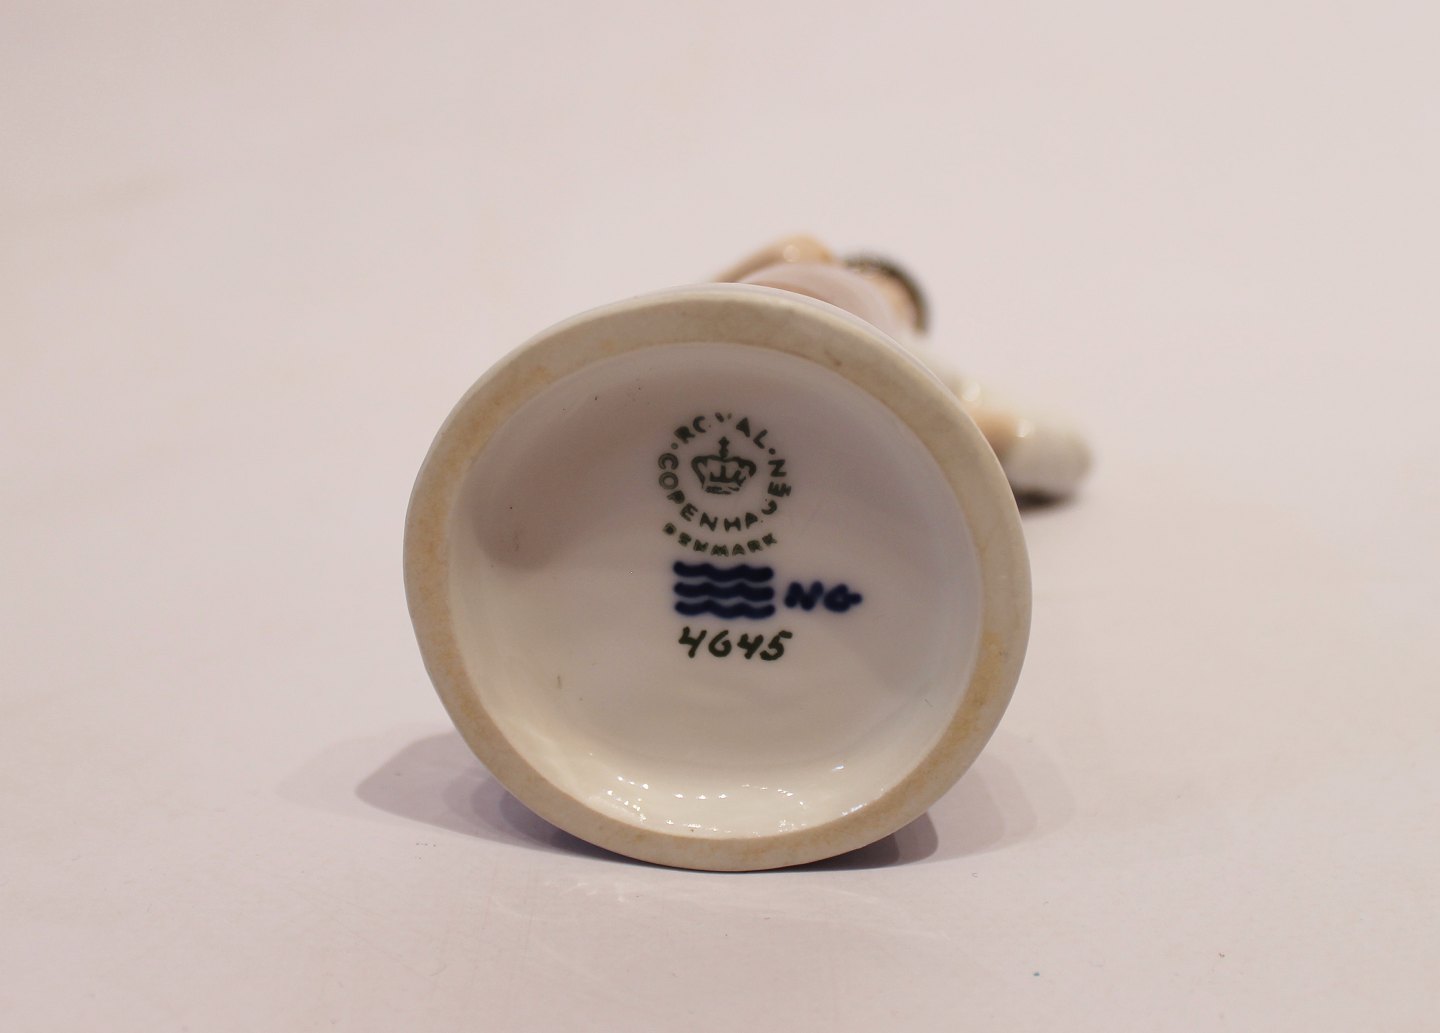 ROYAL
COPENHAGEN
DENMARK
NG
4645